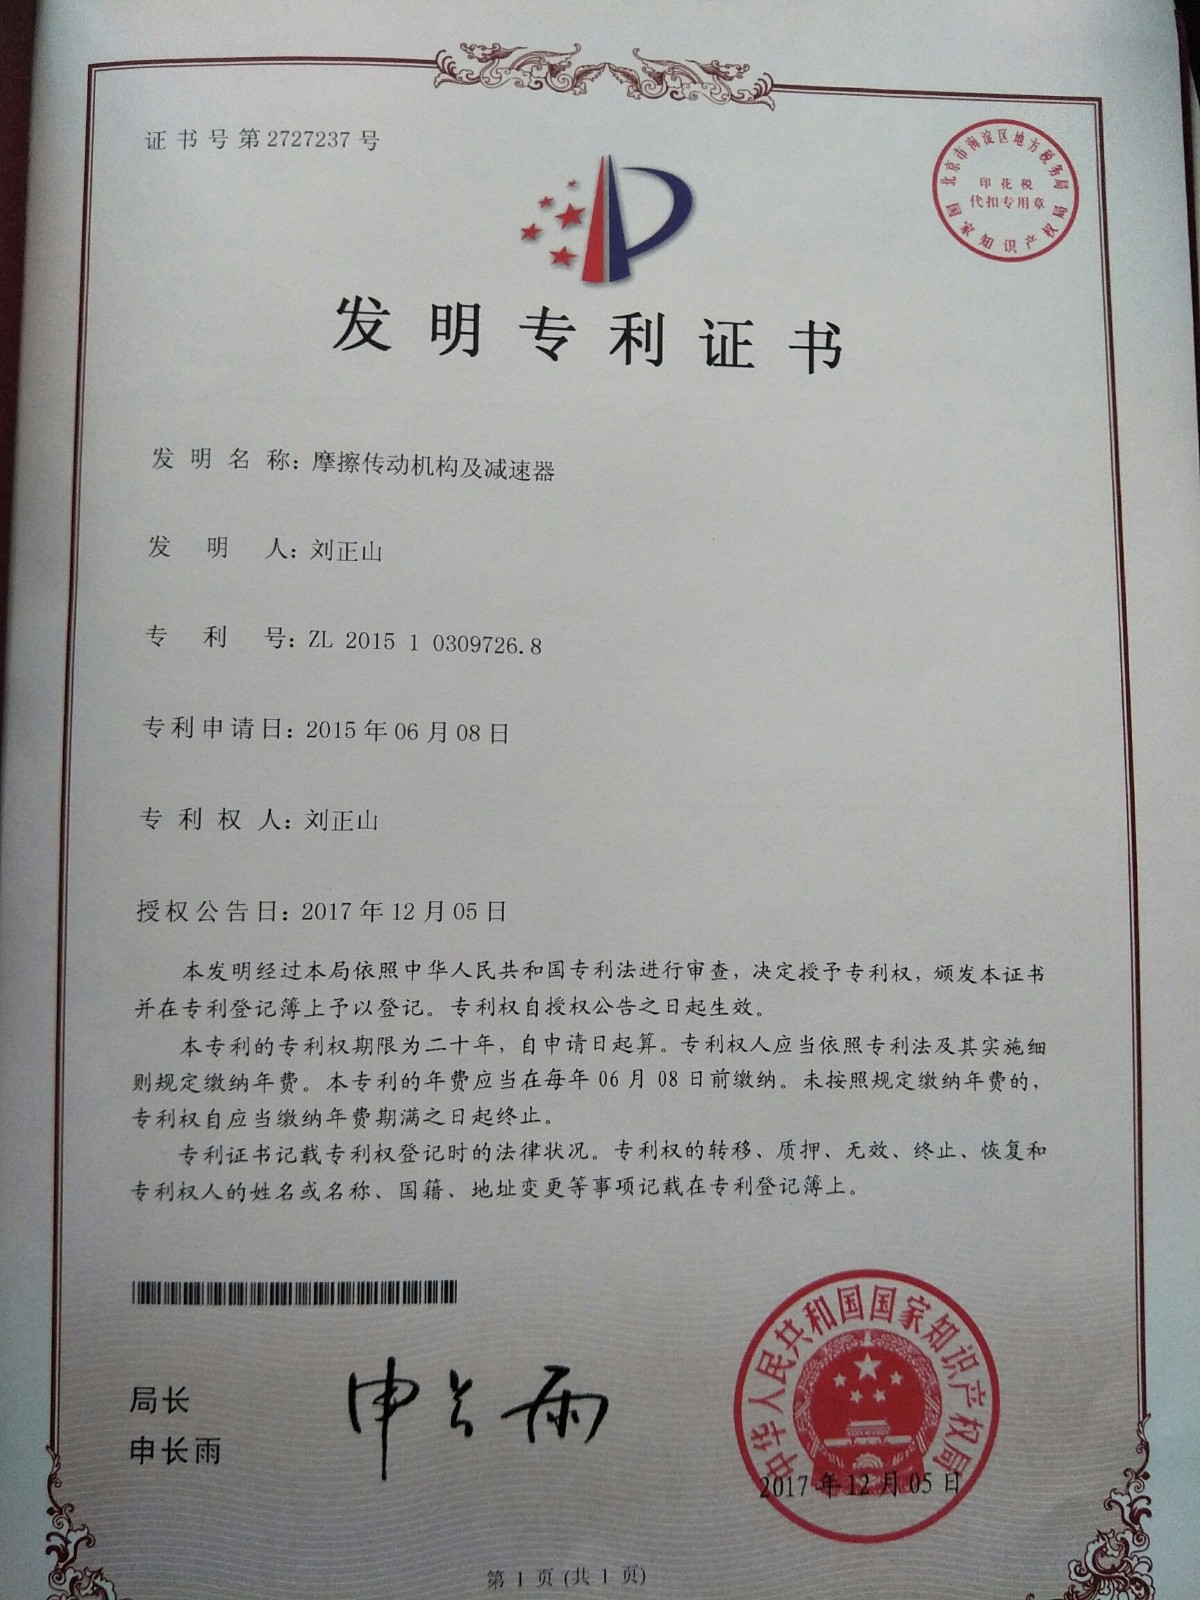 证书号第2727237号
北京市海淀区地方税务局
印花税
代扣专用章
国家知识产权局
发明专利证书
发明名称：摩擦传动机构及减速器
发明人：刘正山
专利号：ZL 2015 1 0309726.8
专利申请日：2015年06月08日
专利权人：刘正山
授权公告日：2017年12月05日
本发明经过本局依照中华人民共和国专利法进行审查，决定授予专利权，颁发本证书
并在专利登记簿上予以登记。专利权自授权公告之日起生效。
本专利的专利权期限为二十年，自申请日起算。专利权人应当依照专利法及其实施细
则规定缴纳年费。本专利的年费应当在每年06月08日前缴纳。未按照规定缴纳年费的，
专利权自应当缴纳年费期满之日起终止。
专利证书记载专利权登记时的法律状况。专利权的转移、质押、无效、终止、恢复和
专利权人的姓名或名称、国籍、地址变更等事项记载在专利登记簿上。
局长
申长雨
申长雨
中华人民共和国国家知识产权局
2017年12月05日
第1页(共1页)